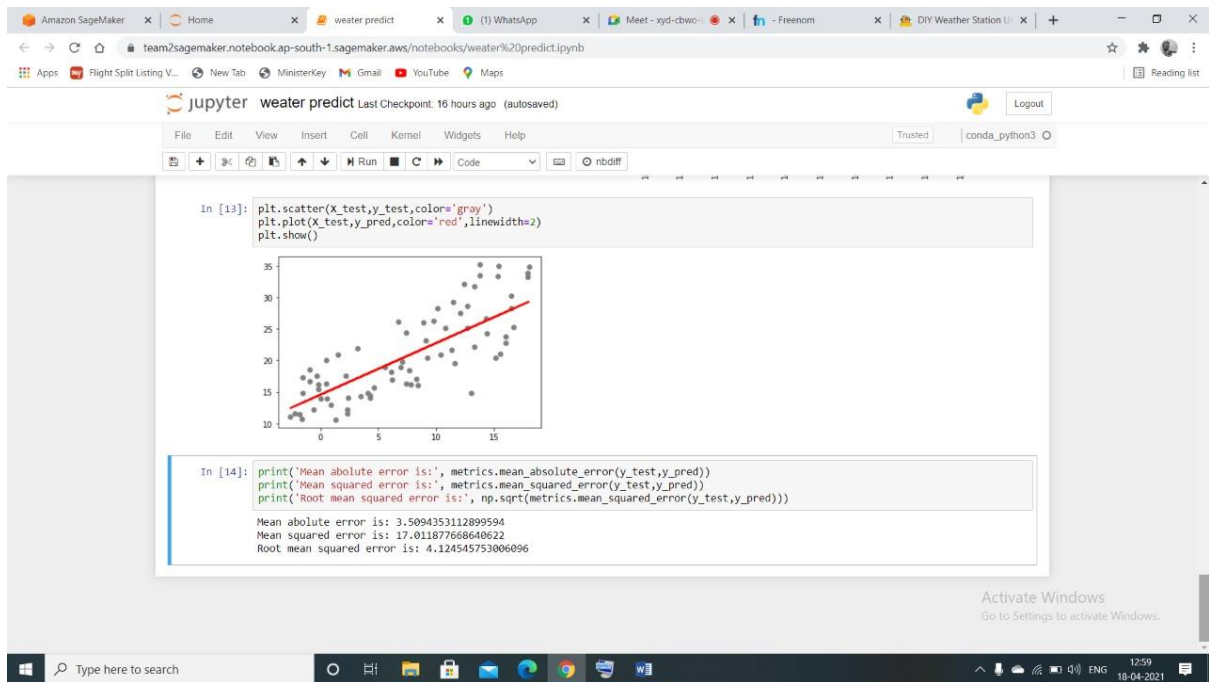 Amazon SageMaker
Home
weater predict
(1) WhatsApp
Meet - xyd-cbwo-
fn - Freenom
DIY Weather Station U
team2sagemaker.notebook.ap-south-1.sagemaker.aws/notebooks/weater%20predict.ipynb
Apps Flight Split Listing V... New Tab MinisterKey Gmail YouTube Maps Reading list
jupyter weater predict Last Checkpoint: 16 hours ago (autosaved) Logout
File Edit View Insert Cell Kernel Widgets Help Trusted conda_python3
Run Code nbdiff
In [13]: plt.scatter(X_test,y_test,color='gray')
plt.plot(X_test,y_pred,color='red',linewidth=2)
plt.show()
35
30
25
20
15
10
0 5 10 15
In [14]: print('Mean abolute error is:', metrics.mean_absolute_error(y_test,y_pred))
print('Mean squared error is:', metrics.mean_squared_error(y_test,y_pred))
print('Root mean squared error is:', np.sqrt(metrics.mean_squared_error(y_test,y_pred)))
Mean abolute error is: 3.5094353112899594
Mean squared error is: 17.011877668640622
Root mean squared error is: 4.124545753006096
Activate Windows
Go to Settings to activate Windows.
Type here to search
ENG
12:59
18-04-2021